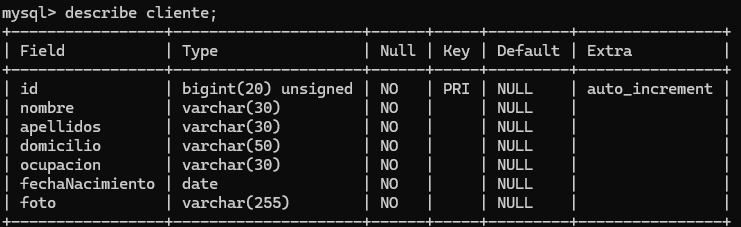 mysql> describe cliente;
+-----------------+---------------------+------+-----+---------+----------------+
| Field           | Type                | Null | Key | Default | Extra          |
+-----------------+---------------------+------+-----+---------+----------------+
| id              | bigint(20) unsigned | NO   | PRI | NULL    | auto_increment |
| nombre          | varchar(30)         | NO   |     | NULL    |                |
| apellidos       | varchar(30)         | NO   |     | NULL    |                |
| domicilio       | varchar(50)         | NO   |     | NULL    |                |
| ocupacion       | varchar(30)         | NO   |     | NULL    |                |
| fechaNacimiento | date                | NO   |     | NULL    |                |
| foto            | varchar(255)        | NO   |     | NULL    |                |
+-----------------+---------------------+------+-----+---------+----------------+